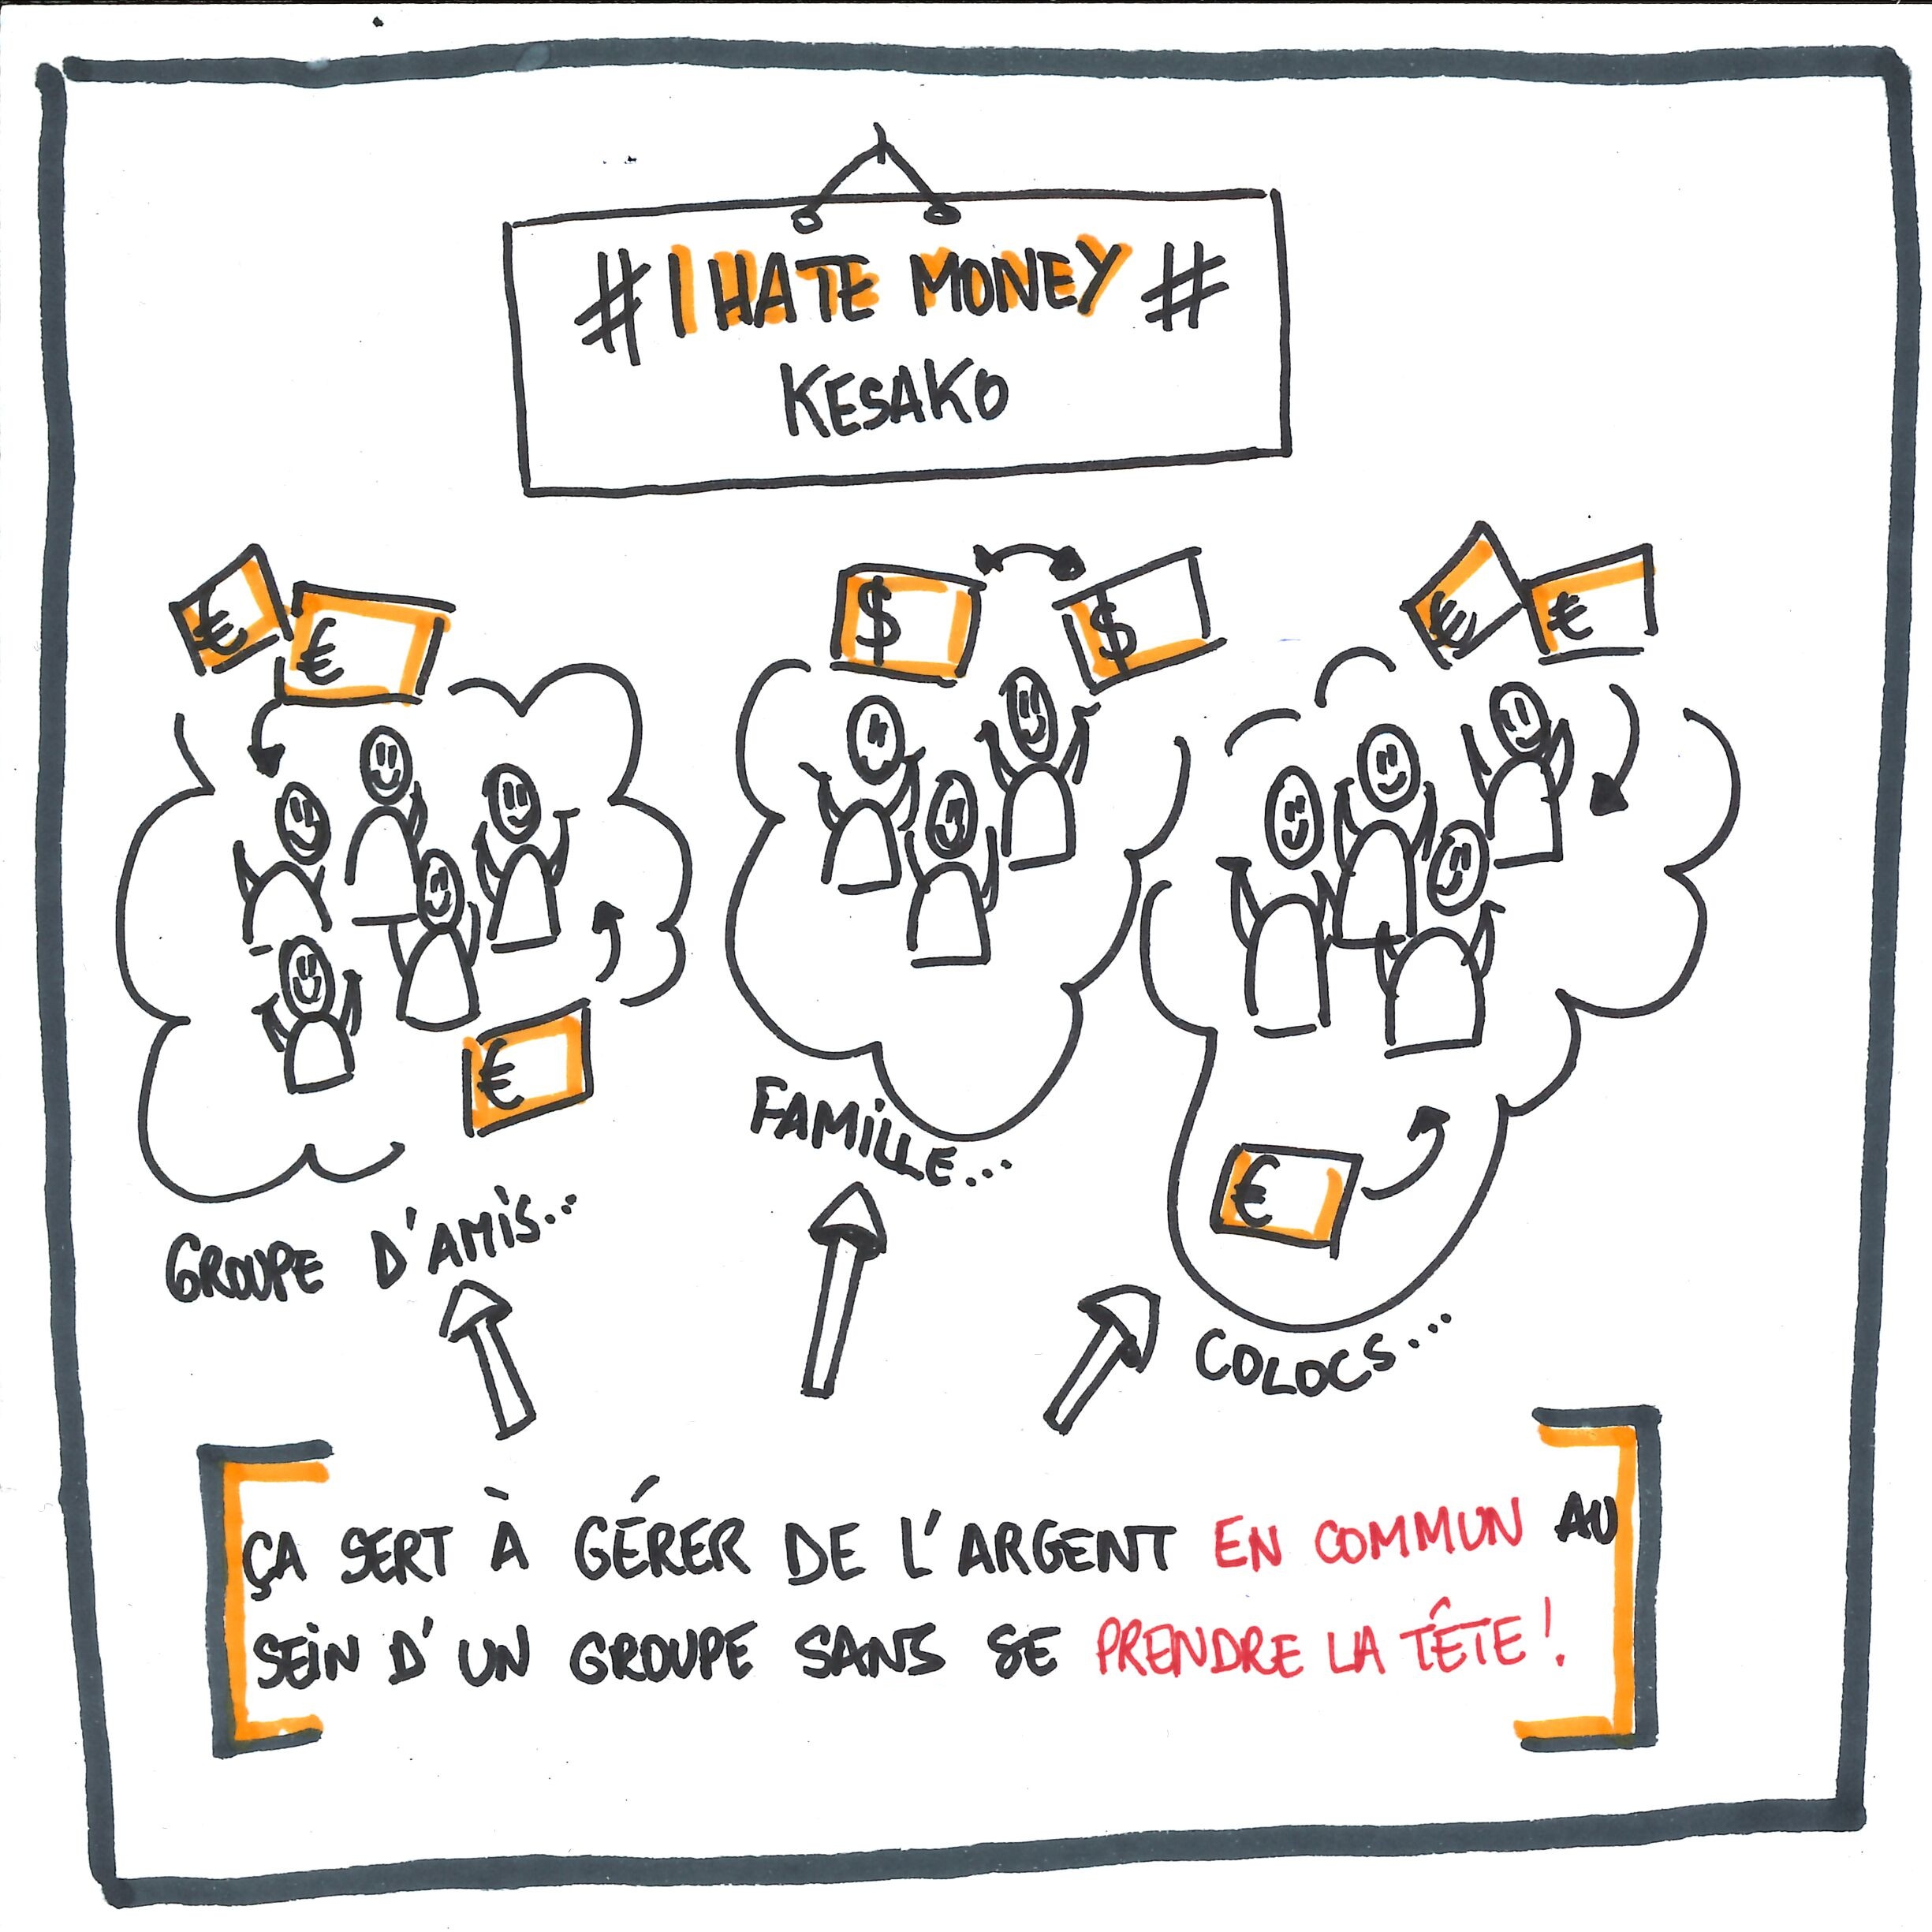 # I HATE MONEY #
KESAKO
€
€
$
$
€
€
€
€
GROUPE D'AMIS...
FAMILLE...
COLOCS....
ÇA SERT À GÉRER DE L'ARGENT EN COMMUN AU
SEIN D'UN GROUPE SANS SE PRENDRE LA TÊTE !